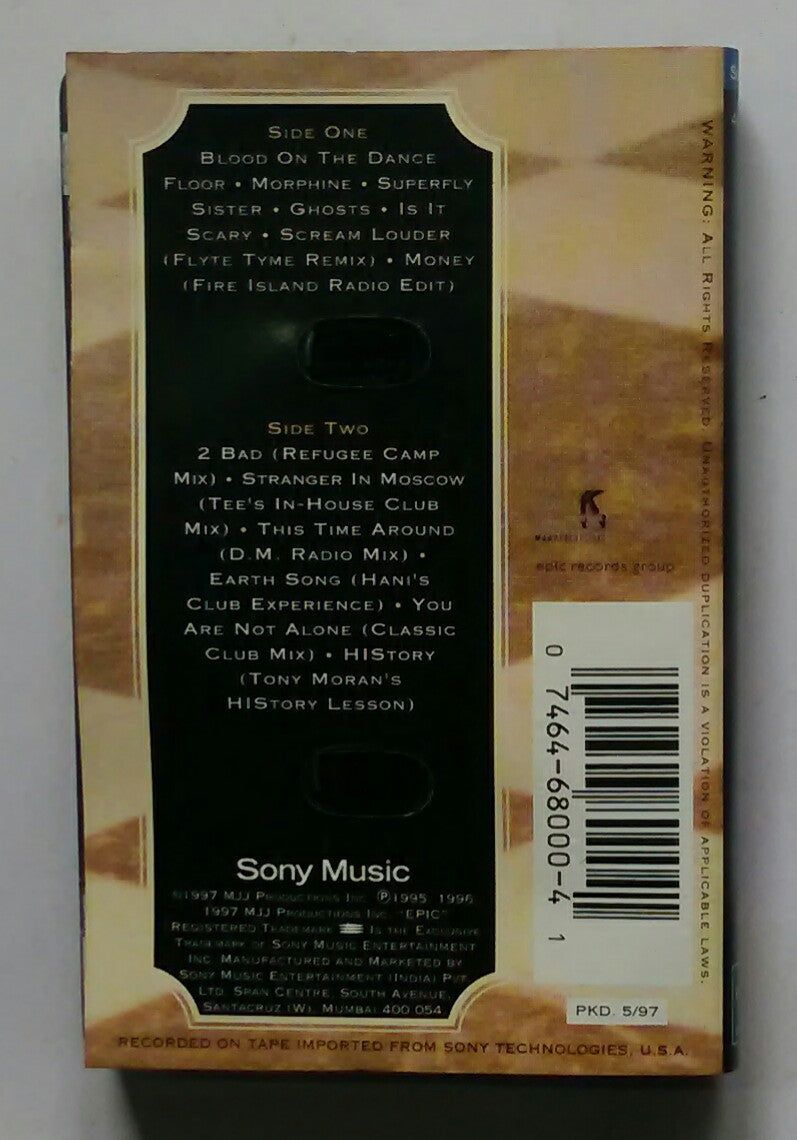 SIDE ONE
BLOOD ON THE DANCE
FLOOR • MORPHINE • SUPERFLY
SISTER • GHOSTS • IS IT
SCARY • SCREAM LOUDER
(FLYTE TYME REMIX) • MONEY
(FIRE ISLAND RADIO EDIT)
SIDE TWO
2 BAD (REFUGEE CAMP
MIX) • STRANGER IN MOSCOW
(TEE'S IN-HOUSE CLUB
MIX) • THIS TIME AROUND
(D.M. RADIO MIX) •
EARTH SONG (HANI'S
CLUB EXPERIENCE) • YOU
ARE NOT ALONE (CLASSIC
CLUB MIX) • HISTORY
(TONY MORAN'S
HISTORY LESSON)
Sony Music
©1997 MJJ PRODUCTIONS INC. ℗1995 1996
1997 MJJ PRODUCTIONS INC. "EPIC"
REGISTERED TRADEMARK IS THE EXCLUSIVE
TRADEMARK OF SONY MUSIC ENTERTAINMENT
INC. MANUFACTURED AND MARKETED BY
SONY MUSIC ENTERTAINMENT (INDIA) PVT
LTD. SPAN CENTRE, SOUTH AVENUE,
SANTACRUZ (W), MUMBAI 400 054
epic records group
0 7464-68000-4 1
PKD. 5/97
WARNING: ALL RIGHTS RESERVED. UNAUTHORIZED DUPLICATION IS A VIOLATION OF APPLICABLE LAWS.
RECORDED ON TAPE IMPORTED FROM SONY TECHNOLOGIES, U.S.A.